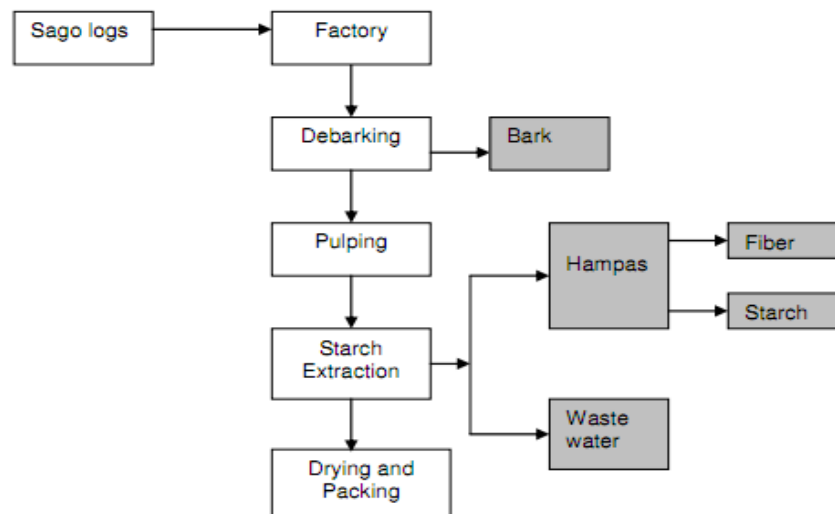 Sago logs
Factory
Debarking
Bark
Pulping
Hampas
Fiber
Starch
Starch
Extraction
Waste
water
Drying and
Packing